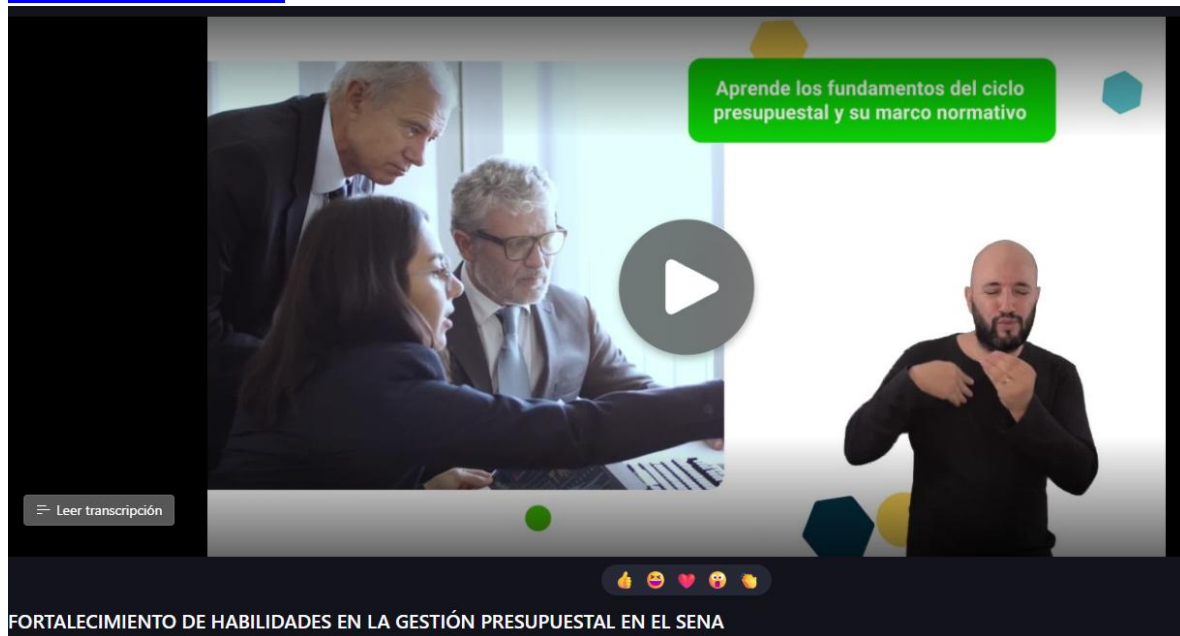 Aprende los fundamentos del ciclo
presupuestal y su marco normativo
Leer transcripción
FORTALECIMIENTO DE HABILIDADES EN LA GESTIÓN PRESUPUESTAL EN EL SENA